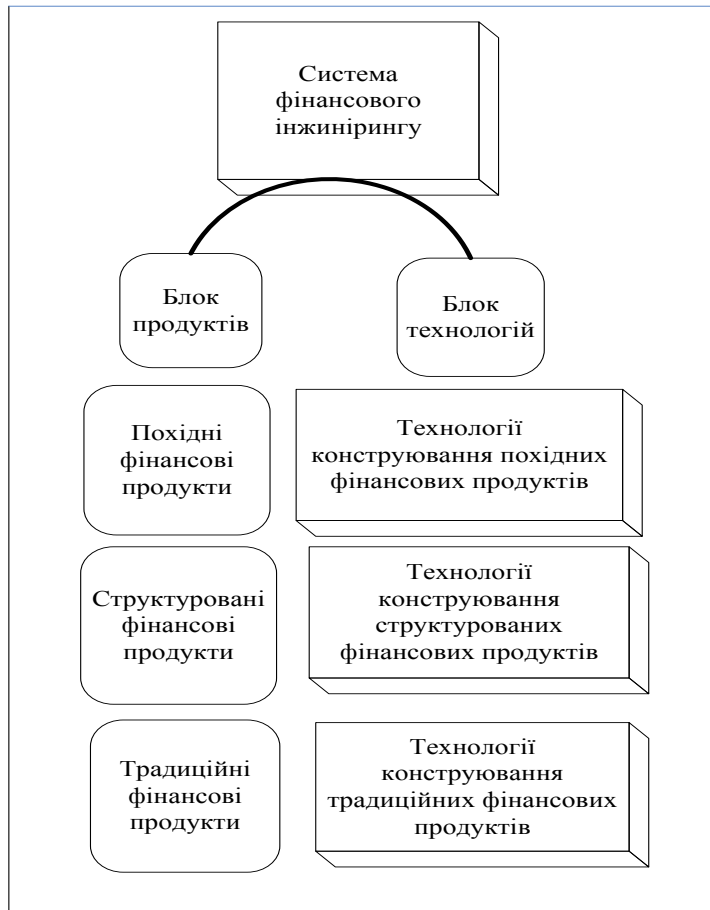 Система
фінансового
інжинірингу
Блок
продуктів
Блок
технологій
Похідні
фінансові
продукти
Технології
конструювання похідних
фінансових продуктів
Структуровані
фінансові
продукти
Технології
конструювання
структурованих
фінансових продуктів
Традиційні
фінансові
продукти
Технології
конструювання
традиційних фінансових
продуктів